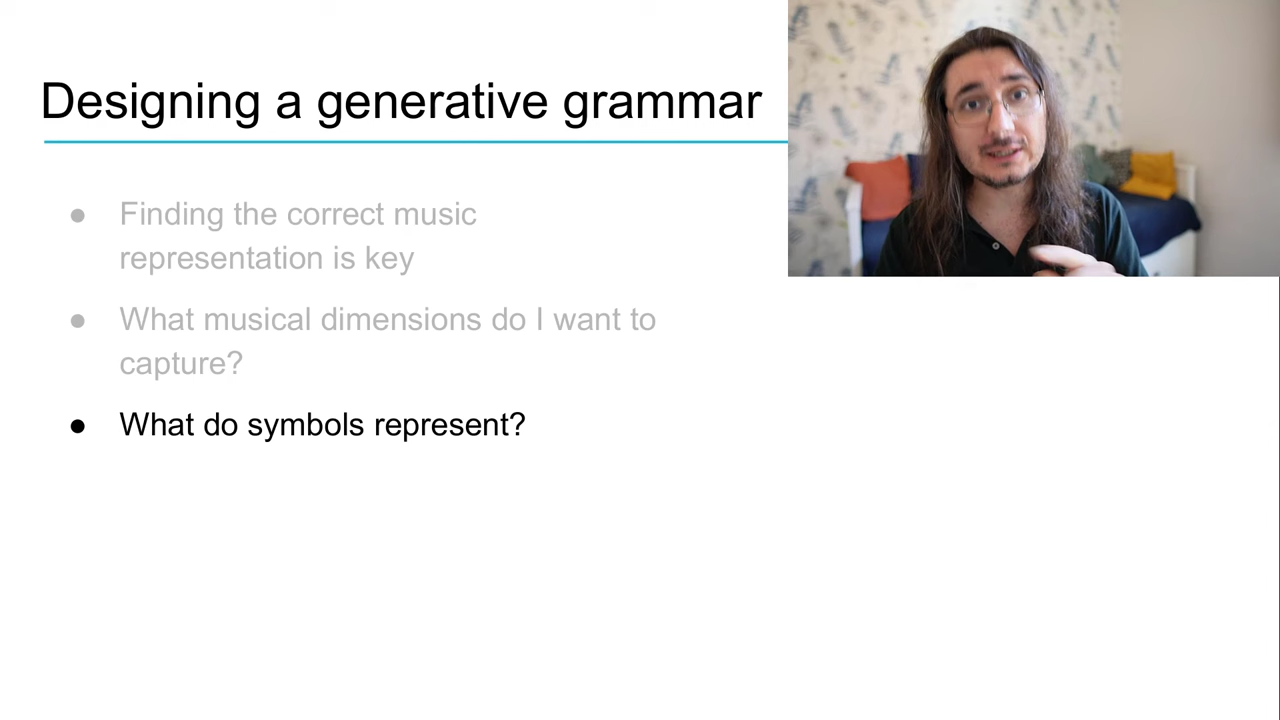 Designing a generative grammar
● Finding the correct music
representation is key
● What musical dimensions do I want to
capture?
● What do symbols represent?